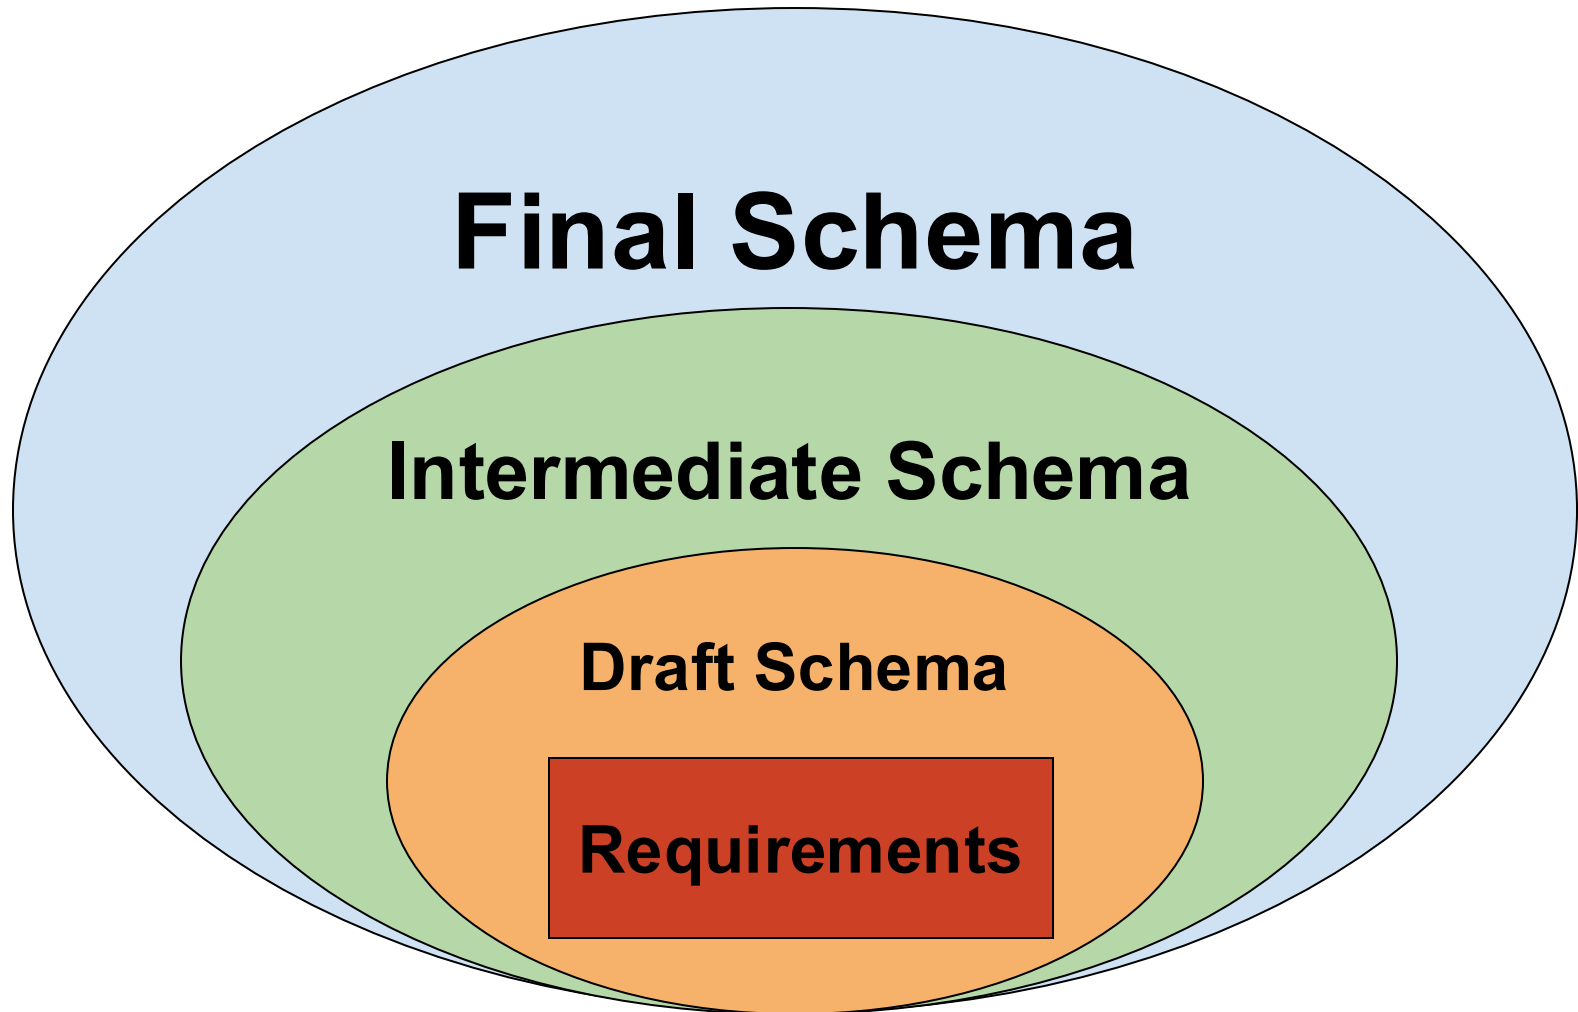 Final Schema
Intermediate Schema
Draft Schema
Requirements